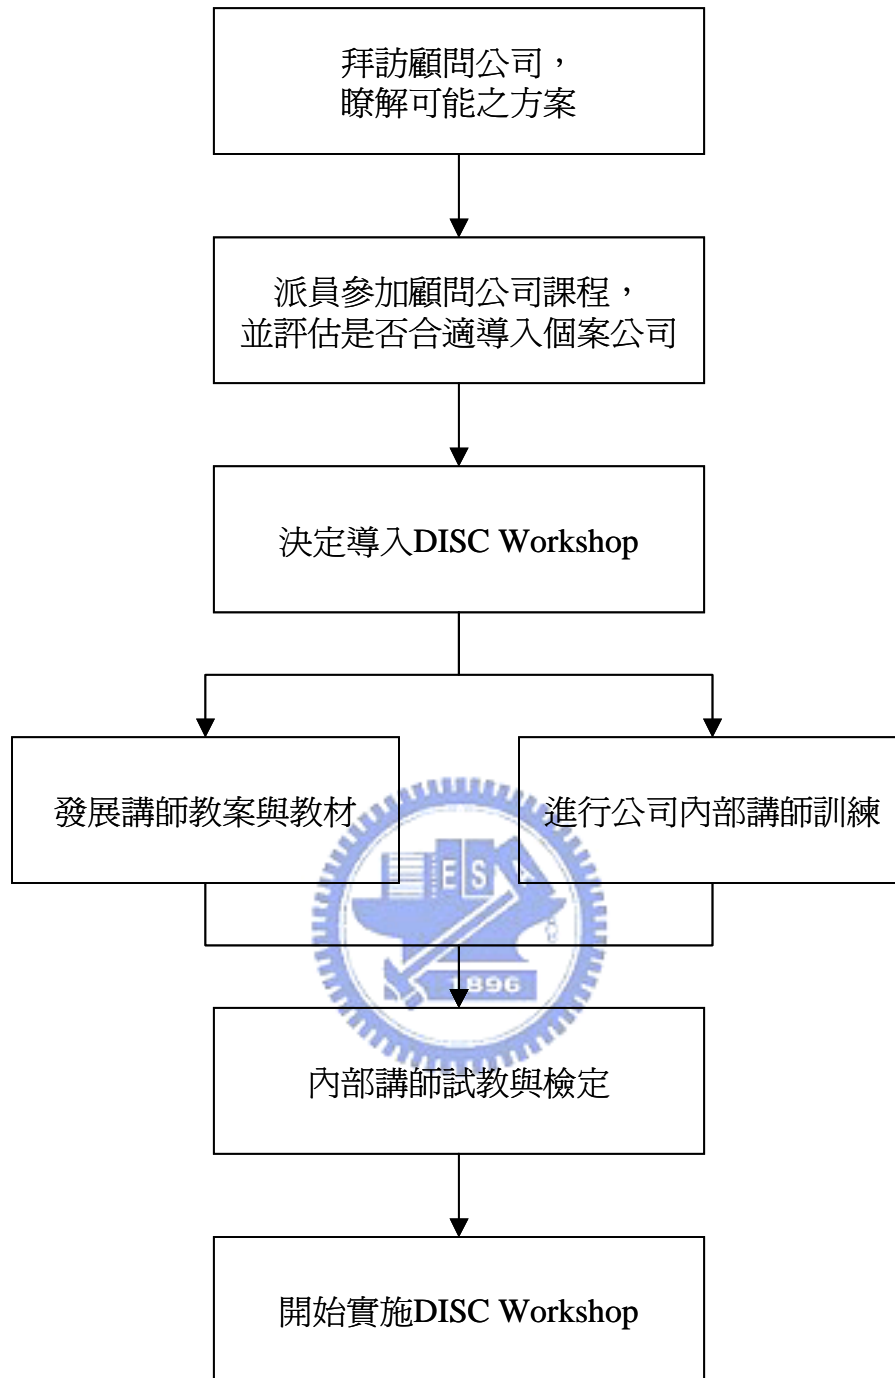 拜訪顧問公司，
瞭解可能之方案
派員參加顧問公司課程，
並評估是否合適導入個案公司
決定導入DISC Workshop
發展講師教案與教材
進行公司內部講師訓練
ES
1896
內部講師試教與檢定
開始實施DISC Workshop